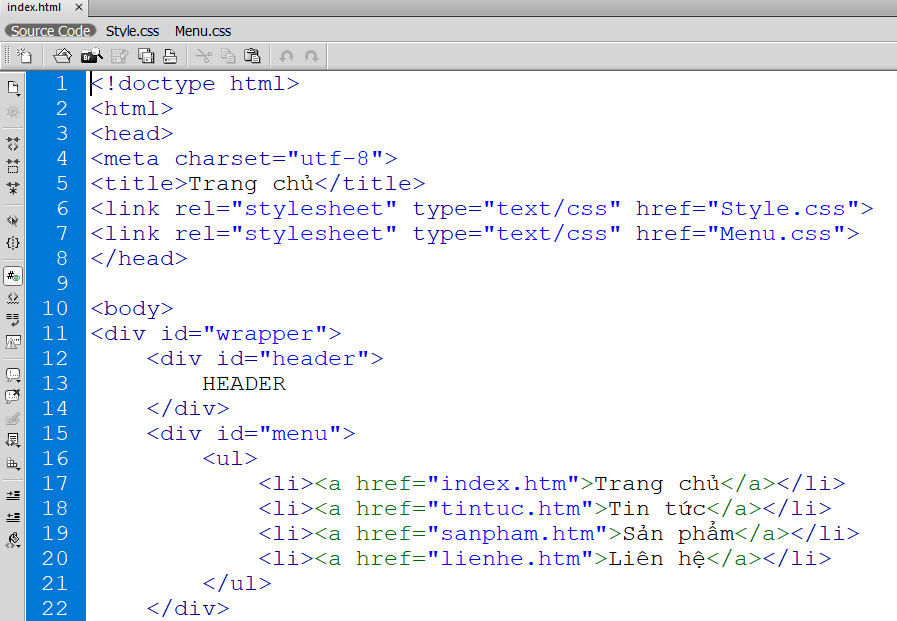 index.html ×
Source Code Style.css Menu.css
1 <!doctype html>
2 <html>
3 <head>
4 <meta charset="utf-8">
5 <title>Trang chủ</title>
6 <link rel="stylesheet" type="text/css" href="Style.css">
7 <link rel="stylesheet" type="text/css" href="Menu.css">
8 </head>
9
10 <body>
11 <div id="wrapper">
12     <div id="header">
13         HEADER
14     </div>
15     <div id="menu">
16         <ul>
17             <li><a href="index.htm">Trang chủ</a></li>
18             <li><a href="tintuc.htm">Tin tức</a></li>
19             <li><a href="sanpham.htm">Sản phẩm</a></li>
20             <li><a href="lienhe.htm">Liên hệ</a></li>
21         </ul>
22     </div>